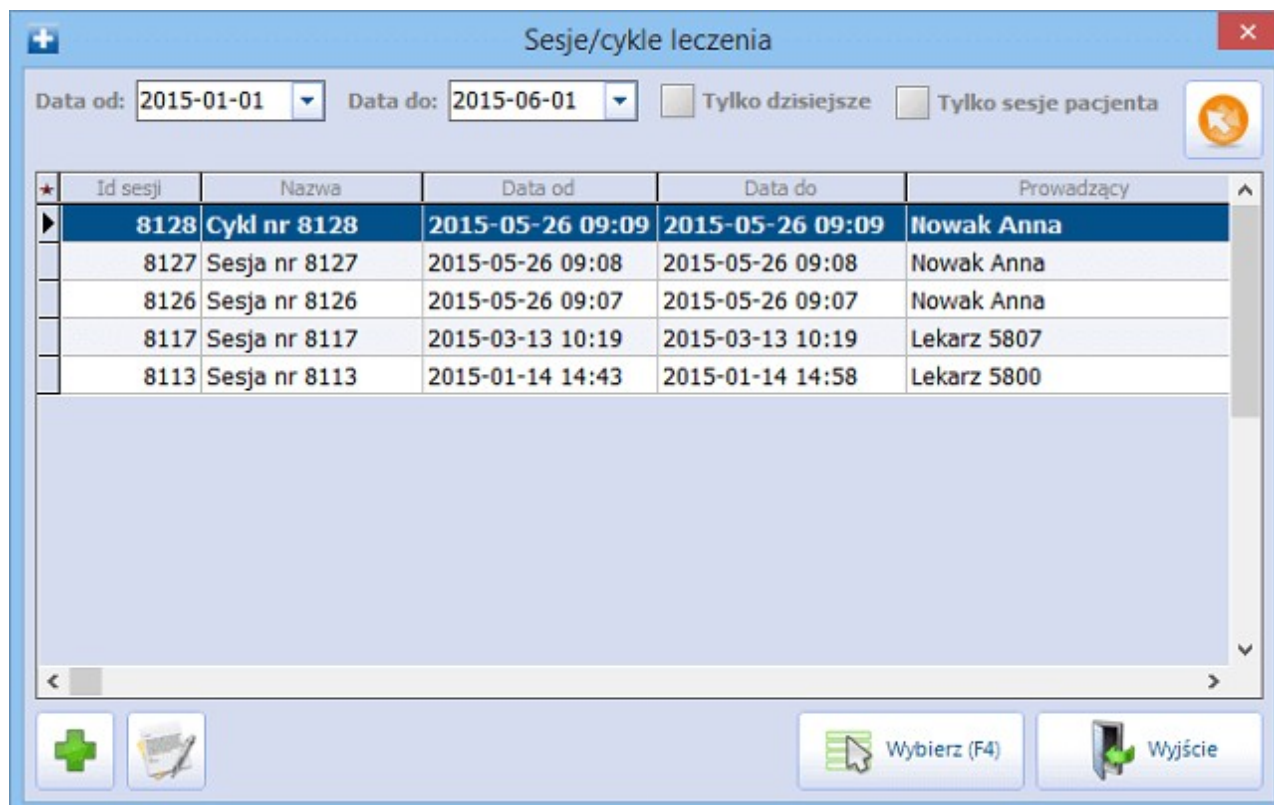 Sesje/cykle leczenia
Data od: 2015-01-01 Data do: 2015-06-01 Tylko dzisiejsze Tylko sesje pacjenta
Id sesji Nazwa Data od Data do Prowadzący
8128 Cykl nr 8128 2015-05-26 09:09 2015-05-26 09:09 Nowak Anna
8127 Sesja nr 8127 2015-05-26 09:08 2015-05-26 09:08 Nowak Anna
8126 Sesja nr 8126 2015-05-26 09:07 2015-05-26 09:07 Nowak Anna
8117 Sesja nr 8117 2015-03-13 10:19 2015-03-13 10:19 Lekarz 5807
8113 Sesja nr 8113 2015-01-14 14:43 2015-01-14 14:58 Lekarz 5800
Wybierz (F4) Wyjście